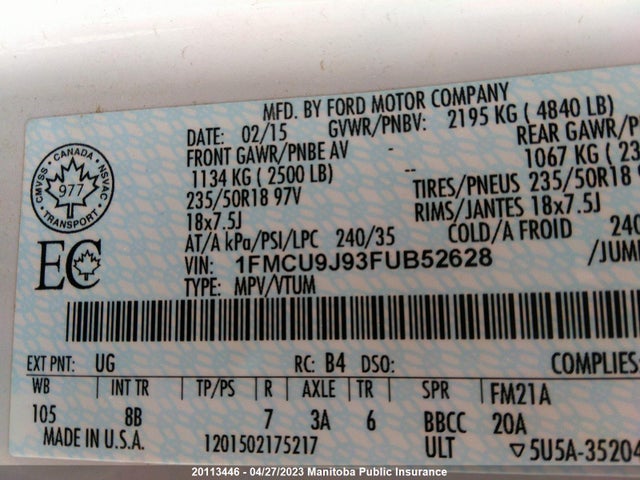 MFD. BY FORD MOTOR COMPANY
DATE: 02/15 GVWR/PNBV: 2195 KG ( 4840 LB)
FRONT GAWR/PNBE AV - REAR GAWR/P
1134 KG ( 2500 LB) -- 1067 KG ( 23
235/50R18 97V TIRES/PNEUS 235/50R18 9
18x7.5J RIMS/JANTES 18x7.5J
AT/A kPa/PSI/LPC 240/35 COLD/A FROID 240
VIN: 1FMCU9J93FUB52628 /JUM
TYPE: MPV/VTUM
CANADA
CMVSS NSVAC
977
TRANSPORT
EC
EXT PNT: UG RC: B4 DSO: COMPLIES
WB INT TR TP/PS R AXLE TR SPR FM21A
105 8B 7 3A 6 BBCC 20A
MADE IN U.S.A. 1201502175217 ULT ▽5U5A-35204
20113446 - 04/27/2023 Manitoba Public Insurance